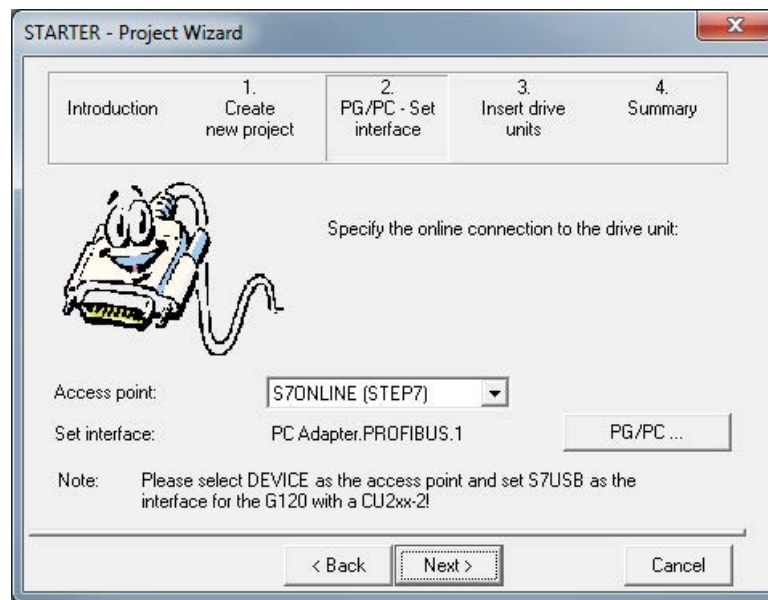 STARTER - Project Wizard
Introduction
1.
Create
new project
2.
PG/PC - Set
interface
3.
Insert drive
units
4.
Summary
Specify the online connection to the drive unit:
Access point:
S7ONLINE (STEP7)
Set interface:
PC Adapter.PROFIBUS.1
PG/PC ...
Note:
Please select DEVICE as the access point and set S7USB as the
interface for the G120 with a CU2xx-2!
< Back
Next >
Cancel